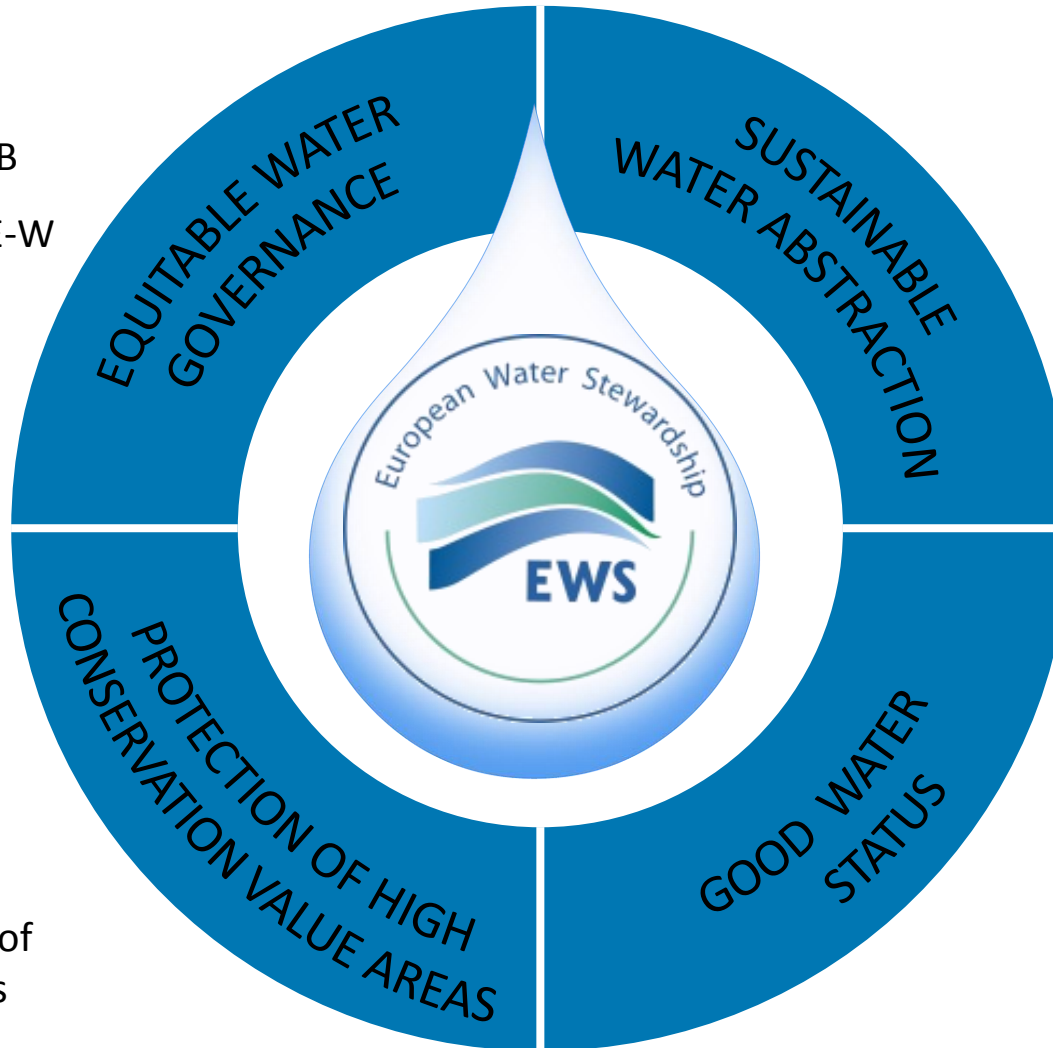 B
E-W
EQUITABLE WATER
GOVERNANCE
SUSTAINABLE
WATER ABSTRACTION
European Water Stewardship
EWS
PROTECTION OF HIGH
CONSERVATION VALUE AREAS
GOOD WATER
STATUS
of
s